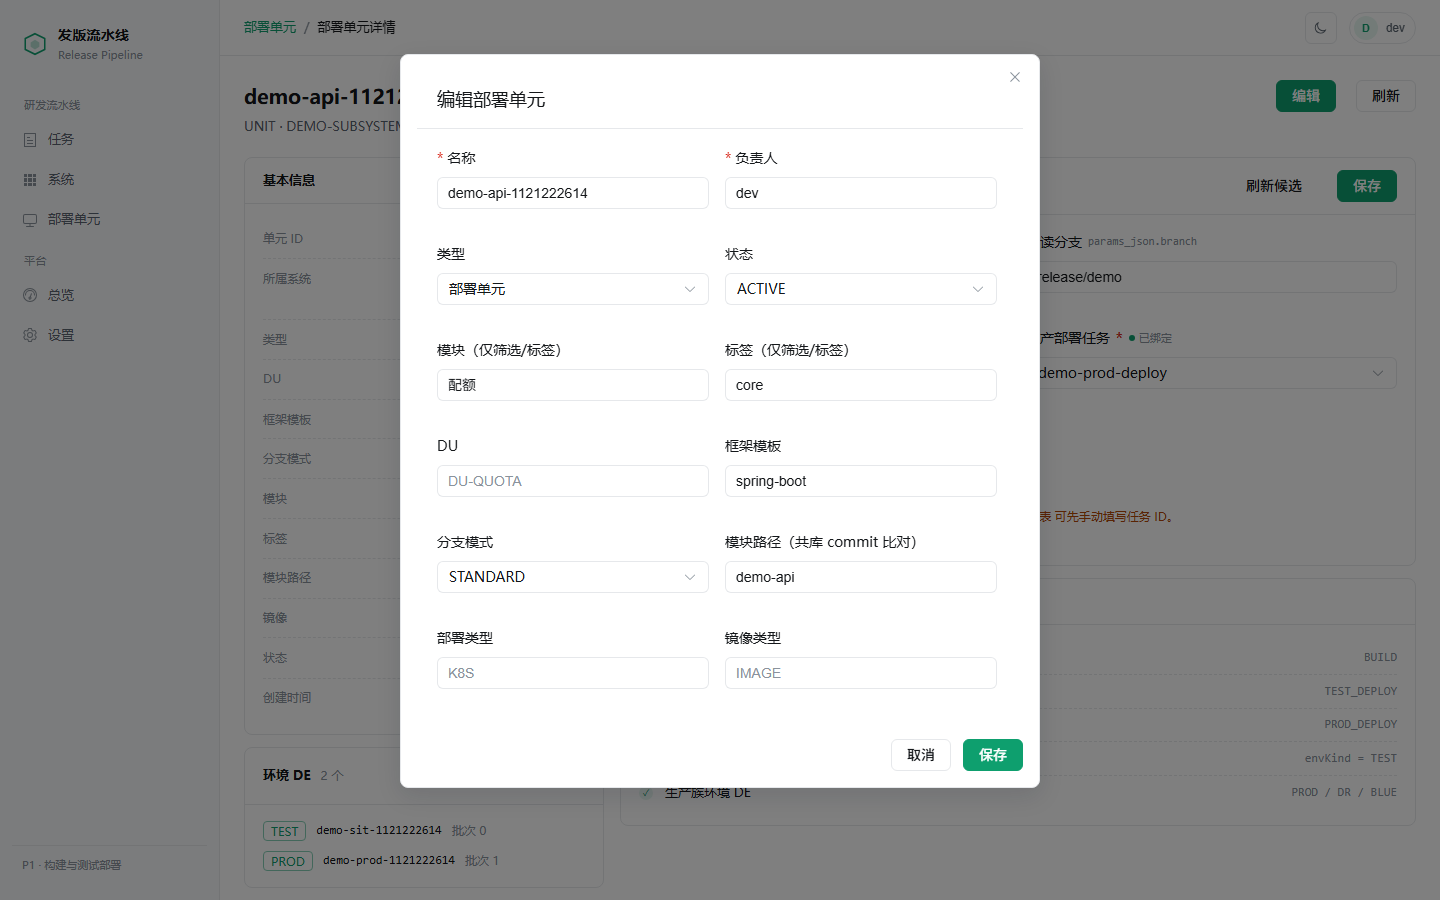 发版流水线
Release Pipeline
研发流水线
任务
系统
部署单元
平台
总览
设置
P1 · 构建与测试部署
部署单元 / 部署单元详情
D dev
demo-api-1121
UNIT · DEMO-SUBSYSTEM
编辑 刷新
基本信息
单元 ID
所属系统
类型
DU
框架模板
分支模式
模块
标签
模块路径
镜像
状态
创建时间
环境 DE 2 个
TEST demo-sit-1121222614 批次 0
PROD demo-prod-1121222614 批次 1
编辑部署单元
* 名称
demo-api-1121222614
* 负责人
dev
类型
部署单元
状态
ACTIVE
模块（仅筛选/标签）
配额
标签（仅筛选/标签）
core
DU
DU-QUOTA
框架模板
spring-boot
分支模式
STANDARD
模块路径（共库 commit 比对）
demo-api
部署类型
K8S
镜像类型
IMAGE
取消 保存
刷新候选 保存
读分支 params_json.branch
release/demo
产部署任务 * 已绑定
demo-prod-deploy
表 可先手动填写任务 ID。
BUILD
TEST_DEPLOY
PROD_DEPLOY
envKind = TEST
生产族环境 DE PROD / DR / BLUE